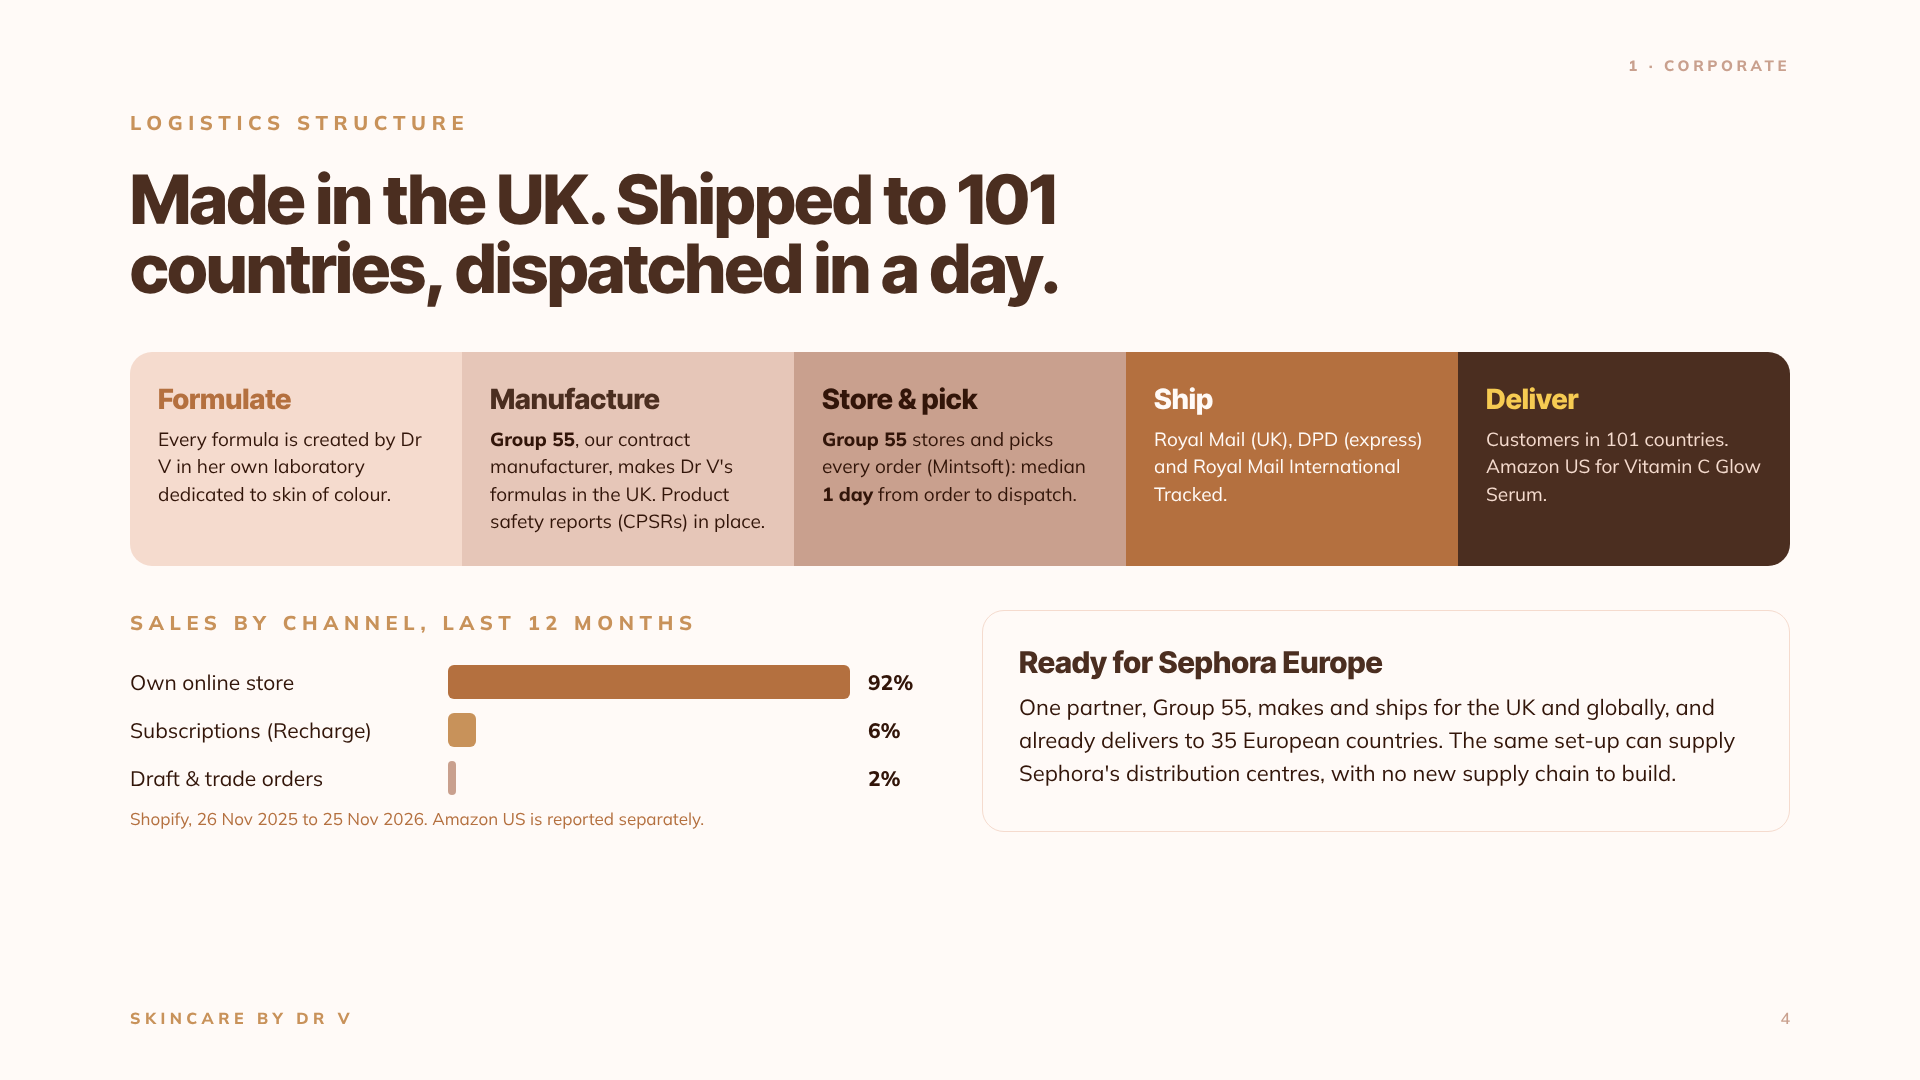 1 · CORPORATE
LOGISTICS STRUCTURE
Made in the UK. Shipped to 101
countries, dispatched in a day.
Formulate
Every formula is created by Dr
V in her own laboratory
dedicated to skin of colour.
Manufacture
Group 55, our contract
manufacturer, makes Dr V's
formulas in the UK. Product
safety reports (CPSRs) in place.
Store & pick
Group 55 stores and picks
every order (Mintsoft): median
1 day from order to dispatch.
Ship
Royal Mail (UK), DPD (express)
and Royal Mail International
Tracked.
Deliver
Customers in 101 countries.
Amazon US for Vitamin C Glow
Serum.
SALES BY CHANNEL, LAST 12 MONTHS
Own online store 92%
Subscriptions (Recharge) 6%
Draft & trade orders 2%
Shopify, 26 Nov 2025 to 25 Nov 2026. Amazon US is reported separately.
Ready for Sephora Europe
One partner, Group 55, makes and ships for the UK and globally, and
already delivers to 35 European countries. The same set-up can supply
Sephora's distribution centres, with no new supply chain to build.
SKINCARE BY DR V
4